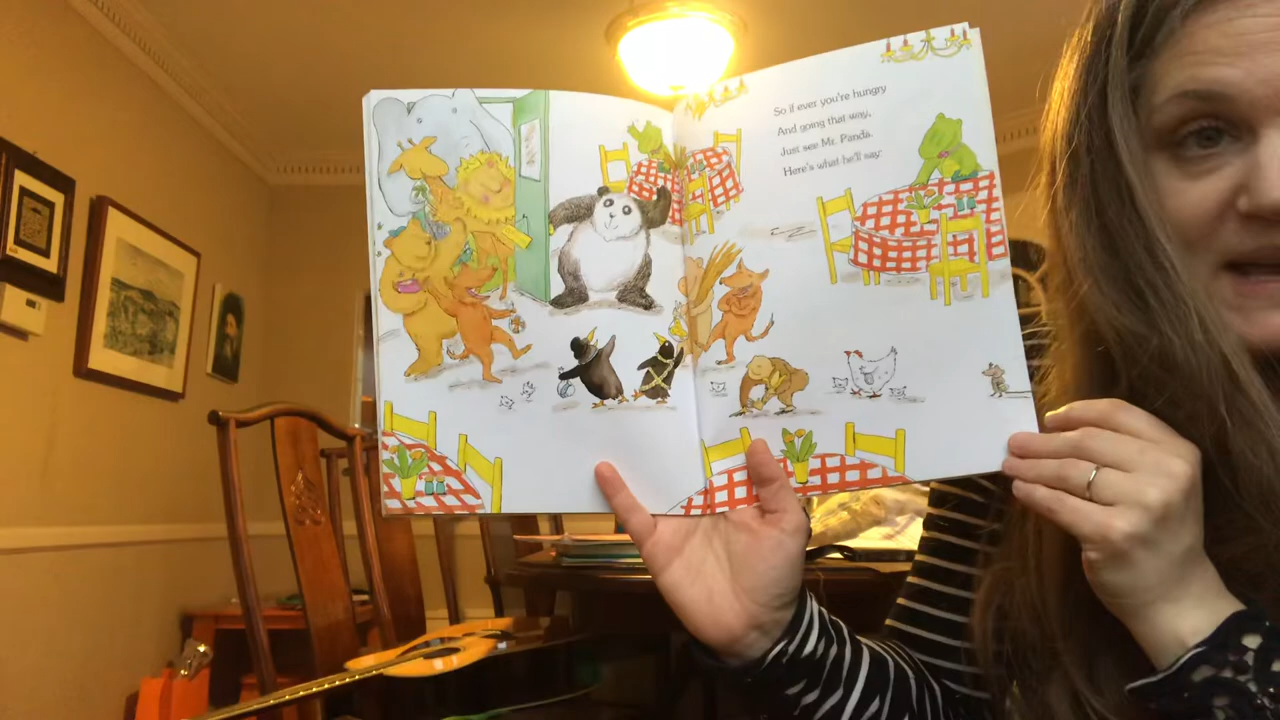 So if ever you're hungry
And going that way,
Just see Mr. Panda.
Here's what he'll say: